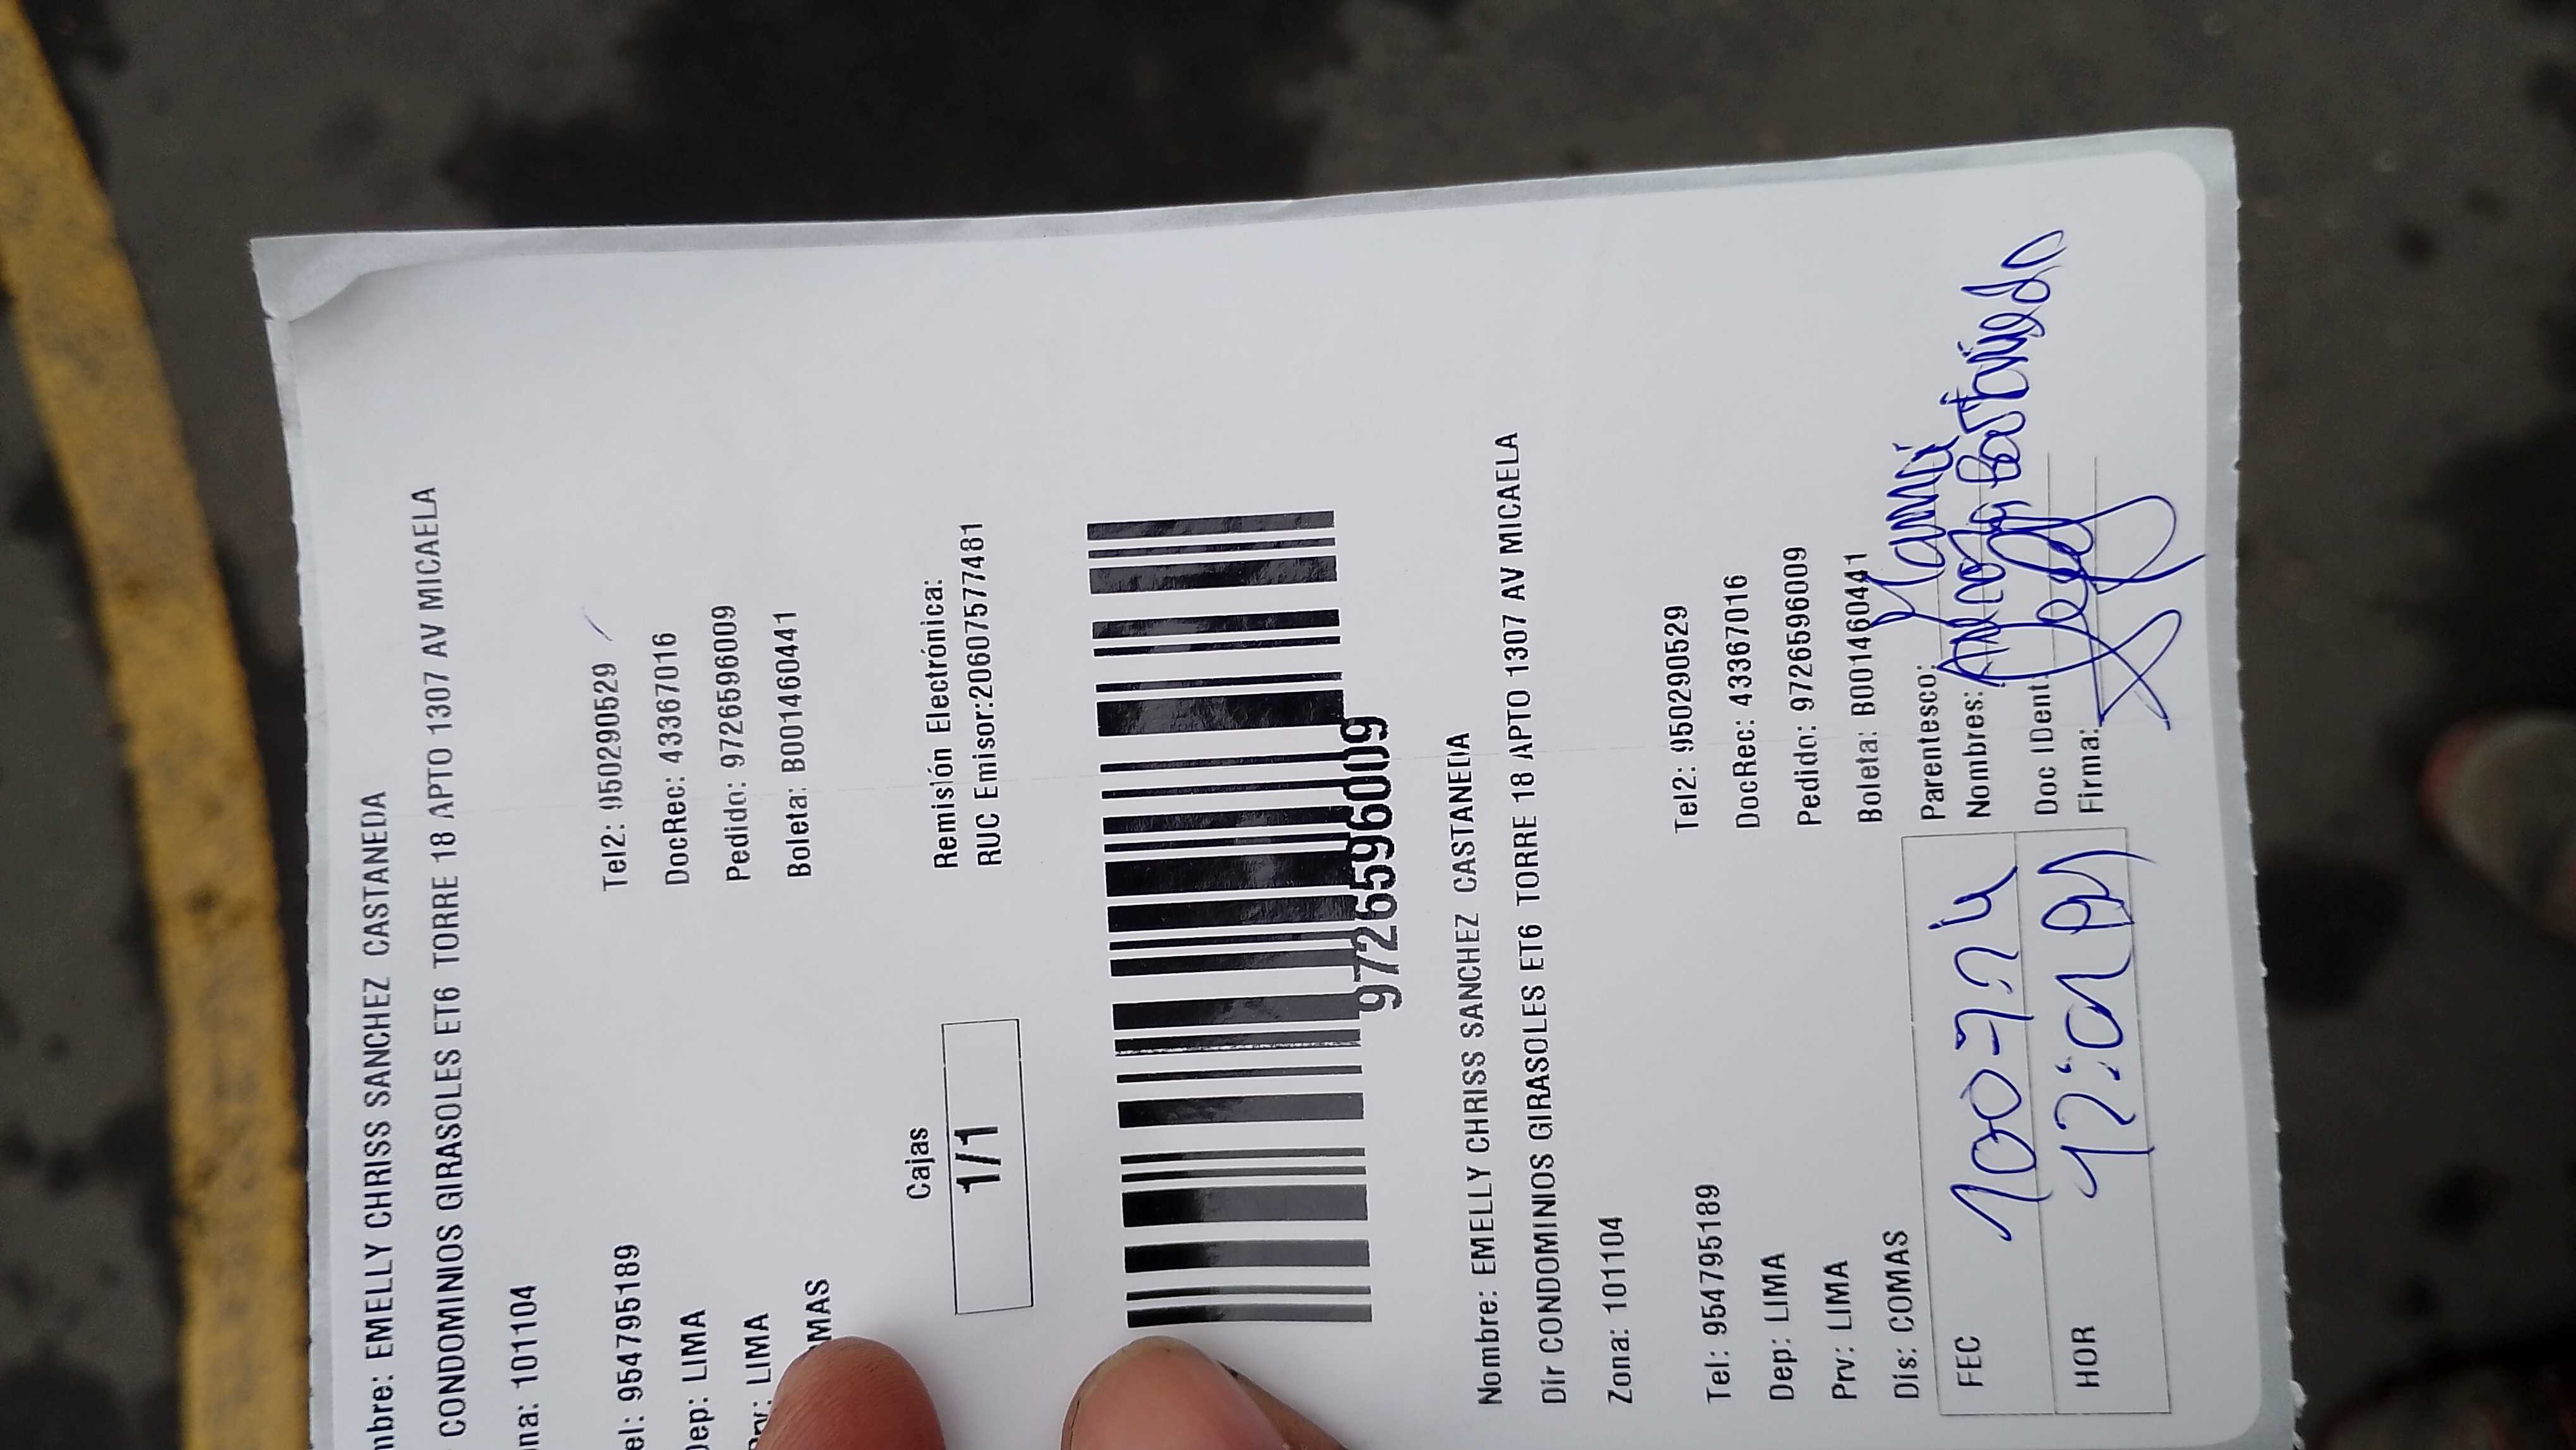 mbre: EMELLY CHRISS SANCHEZ CASTANEDA
CONDOMINIOS GIRASOLES ET6 TORRE 18 APTO 1307 AV MICAELA
na: 101104
el: 954795189
Tel2: 950290529
Dep: LIMA
DocRec: 43367016
Prv: LIMA
Pedido: 9726596009
MAS
Boleta: B001460441
Cajas
1/1
Remisión Electrónica:
RUC Emisor:20607577481
9726596009
Nombre: EMELLY CHRISS SANCHEZ CASTANEDA
Dir CONDOMINIOS GIRASOLES ET6 TORRE 18 APTO 1307 AV MICAELA
Zona: 101104
Tel: 954795189
Tel2: 950290529
Dep: LIMA
DocRec: 43367016
Prv: LIMA
Pedido: 9726596009
Dis: COMAS
Boleta: B001460441
Parentesco: Mamá
Nombres:
Doc IDent:
Firma:
FEC
HOR